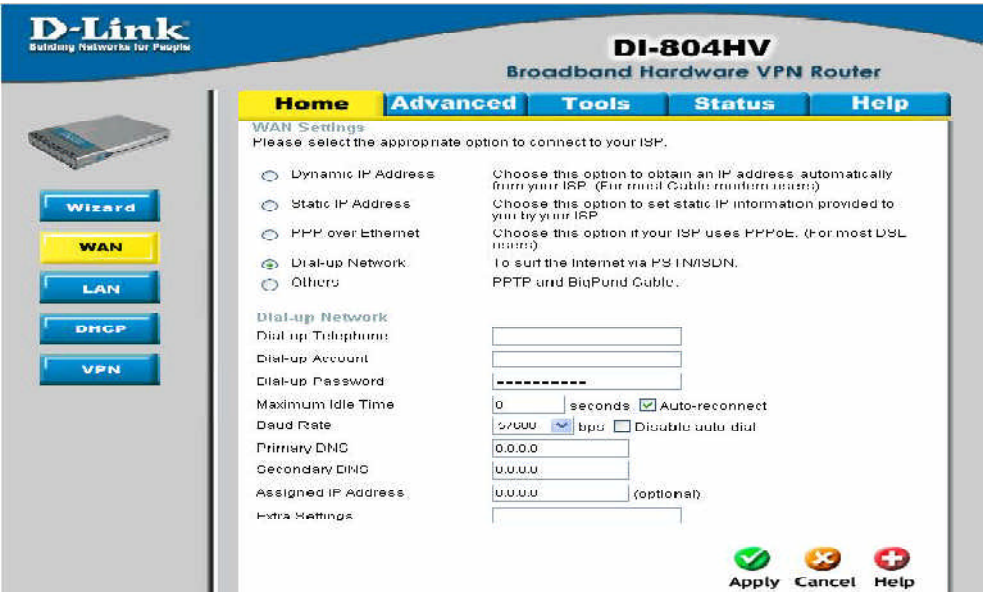 D-Link
Building Networks for People
DI-804HV
Broadband Hardware VPN Router
Home Advanced Tools Status Help
Wizard
WAN
LAN
DHCP
VPN
WAN Settings
Please select the appropriate option to connect to your ISP.
Dynamic IP Address Choose this option to obtain an IP address automatically
from your ISP. (For most Cable modem users)
Static IP Address Choose this option to set static IP information provided to
you by your ISP.
PPP over Ethernet Choose this option if your ISP uses PPPoE. (For most DSL
users)
Dial-up Network To surf the Internet via PSTN/ISDN.
Others PPTP and BigPond Cable.
Dial-up Network
Dial-up Telephone
Dial-up Account
Dial-up Password
Maximum Idle Time 0 seconds Auto-reconnect
Baud Rate 57600 bps Disable auto dial
Primary DNS 0.0.0.0
Secondary DNS 0.0.0.0
Assigned IP Address 0.0.0.0 (optional)
Extra Settings
Apply Cancel Help